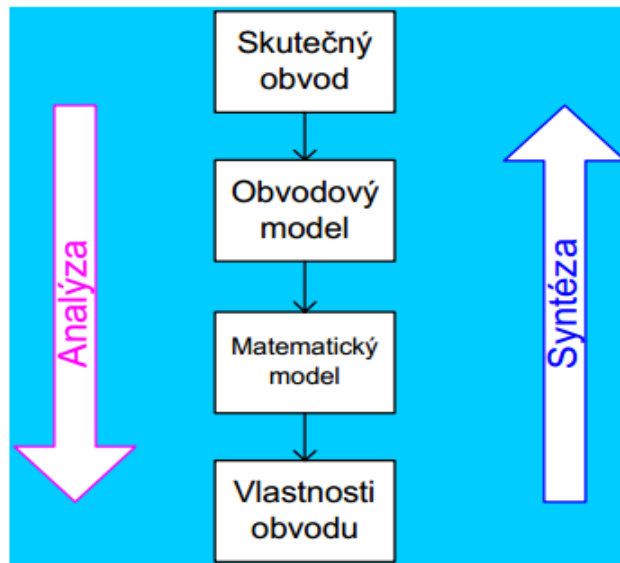 Skutečný
obvod
Obvodový
model
Analýza
Syntéza
Matematický
model
Vlastnosti
obvodu